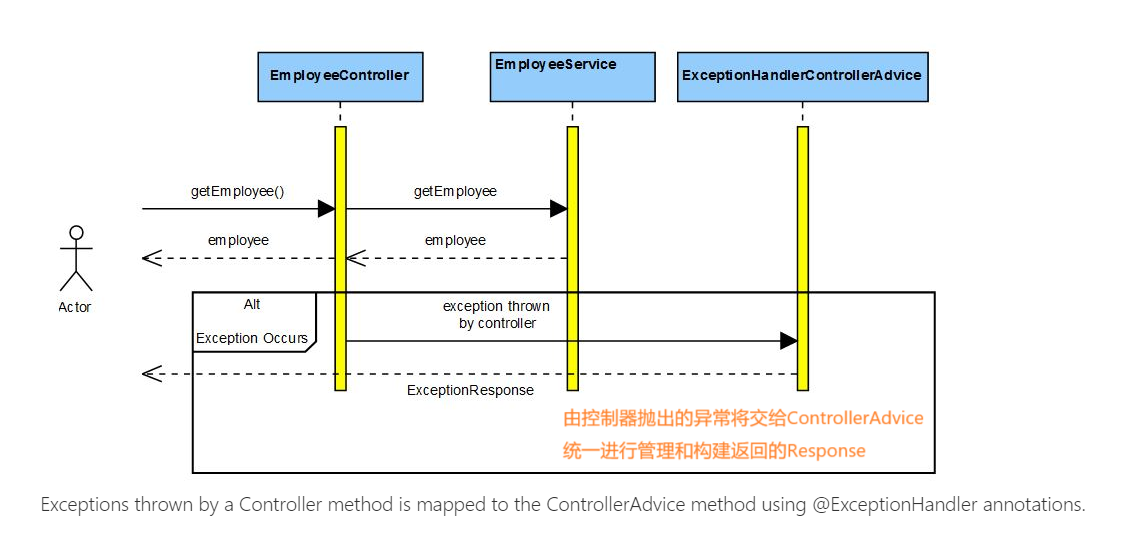 EmployeeController
EmployeeService
ExceptionHandlerControllerAdvice
getEmployee()
getEmployee
employee
employee
Actor
Alt
Exception Occurs
exception thrown
by controller
ExceptionResponse
由控制器抛出的异常将交给ControllerAdvice
统一进行管理和构建返回的Response
Exceptions thrown by a Controller method is mapped to the ControllerAdvice method using @ExceptionHandler annotations.